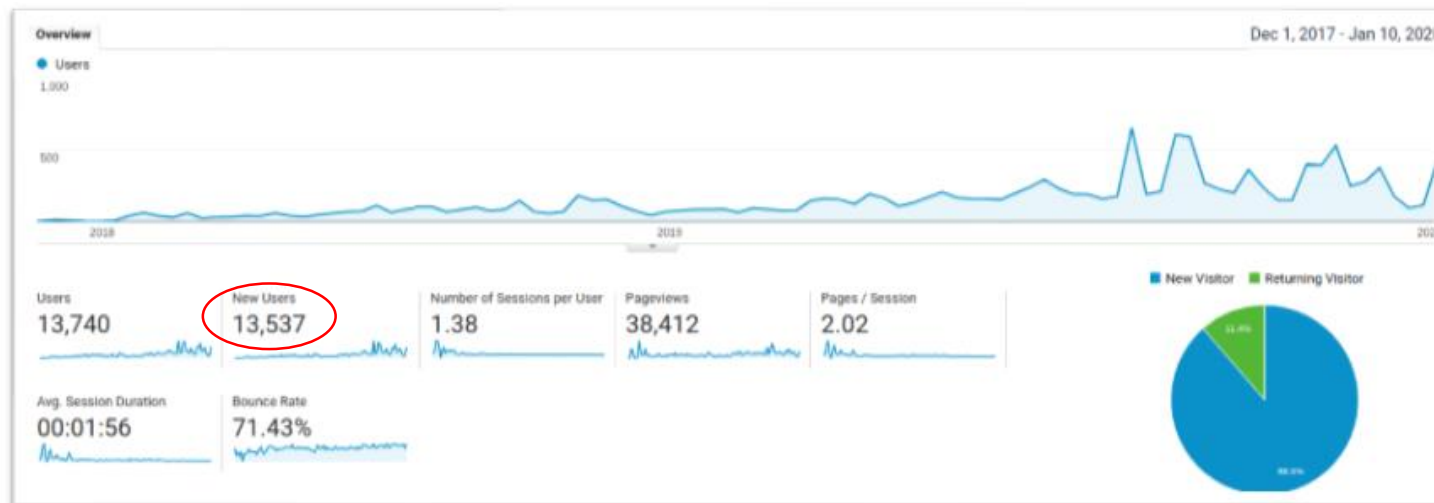 Overview
Dec 1, 2017 - Jan 10, 202
Users
1,000
500
2018
2019
202
New Visitor
Returning Visitor
Users
New Users
Number of Sessions per User
Pageviews
Pages / Session
13,740
13,537
1.38
38,412
2.02
11.4%
Avg. Session Duration
Bounce Rate
00:01:56
71.43%